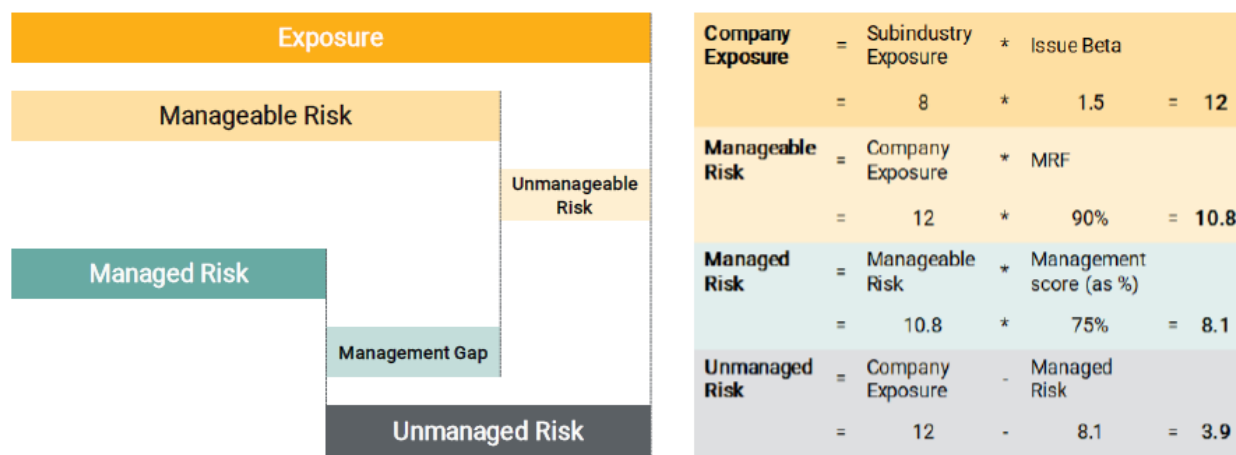 Exposure
Manageable Risk
Unmanageable
Risk
Managed Risk
Management Gap
Unmanaged Risk
Company Exposure = Subindustry Exposure * Issue Beta
= 8 * 1.5 = 12
Manageable Risk = Company Exposure * MRF
= 12 * 90% = 10.8
Managed Risk = Manageable Risk * Management score (as %)
= 10.8 * 75% = 8.1
Unmanaged Risk = Company Exposure - Managed Risk
= 12 - 8.1 = 3.9